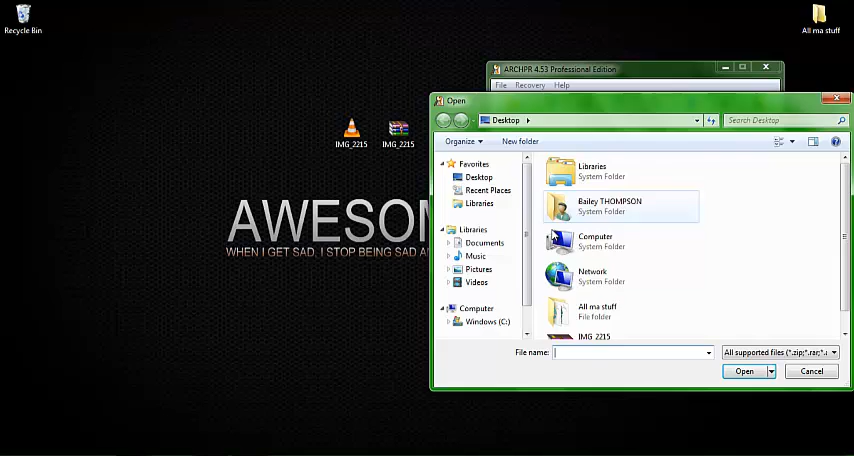 Recycle Bin
All ma stuff
IMG_2215
IMG_2215
AWESOM
WHEN I GET SAD, I STOP BEING SAD A
ARCHPR 4.53 Professional Edition
File Recovery Help
Open
Desktop
Search Desktop
Organize
New folder
Favorites
Desktop
Recent Places
Libraries
Libraries
Documents
Music
Pictures
Videos
Computer
Windows (C:)
Libraries
System Folder
Bailey THOMPSON
System Folder
Computer
System Folder
Network
System Folder
All ma stuff
File folder
IMG 2215
File name:
All supported files (*.zip;*.rar;*.
Open
Cancel